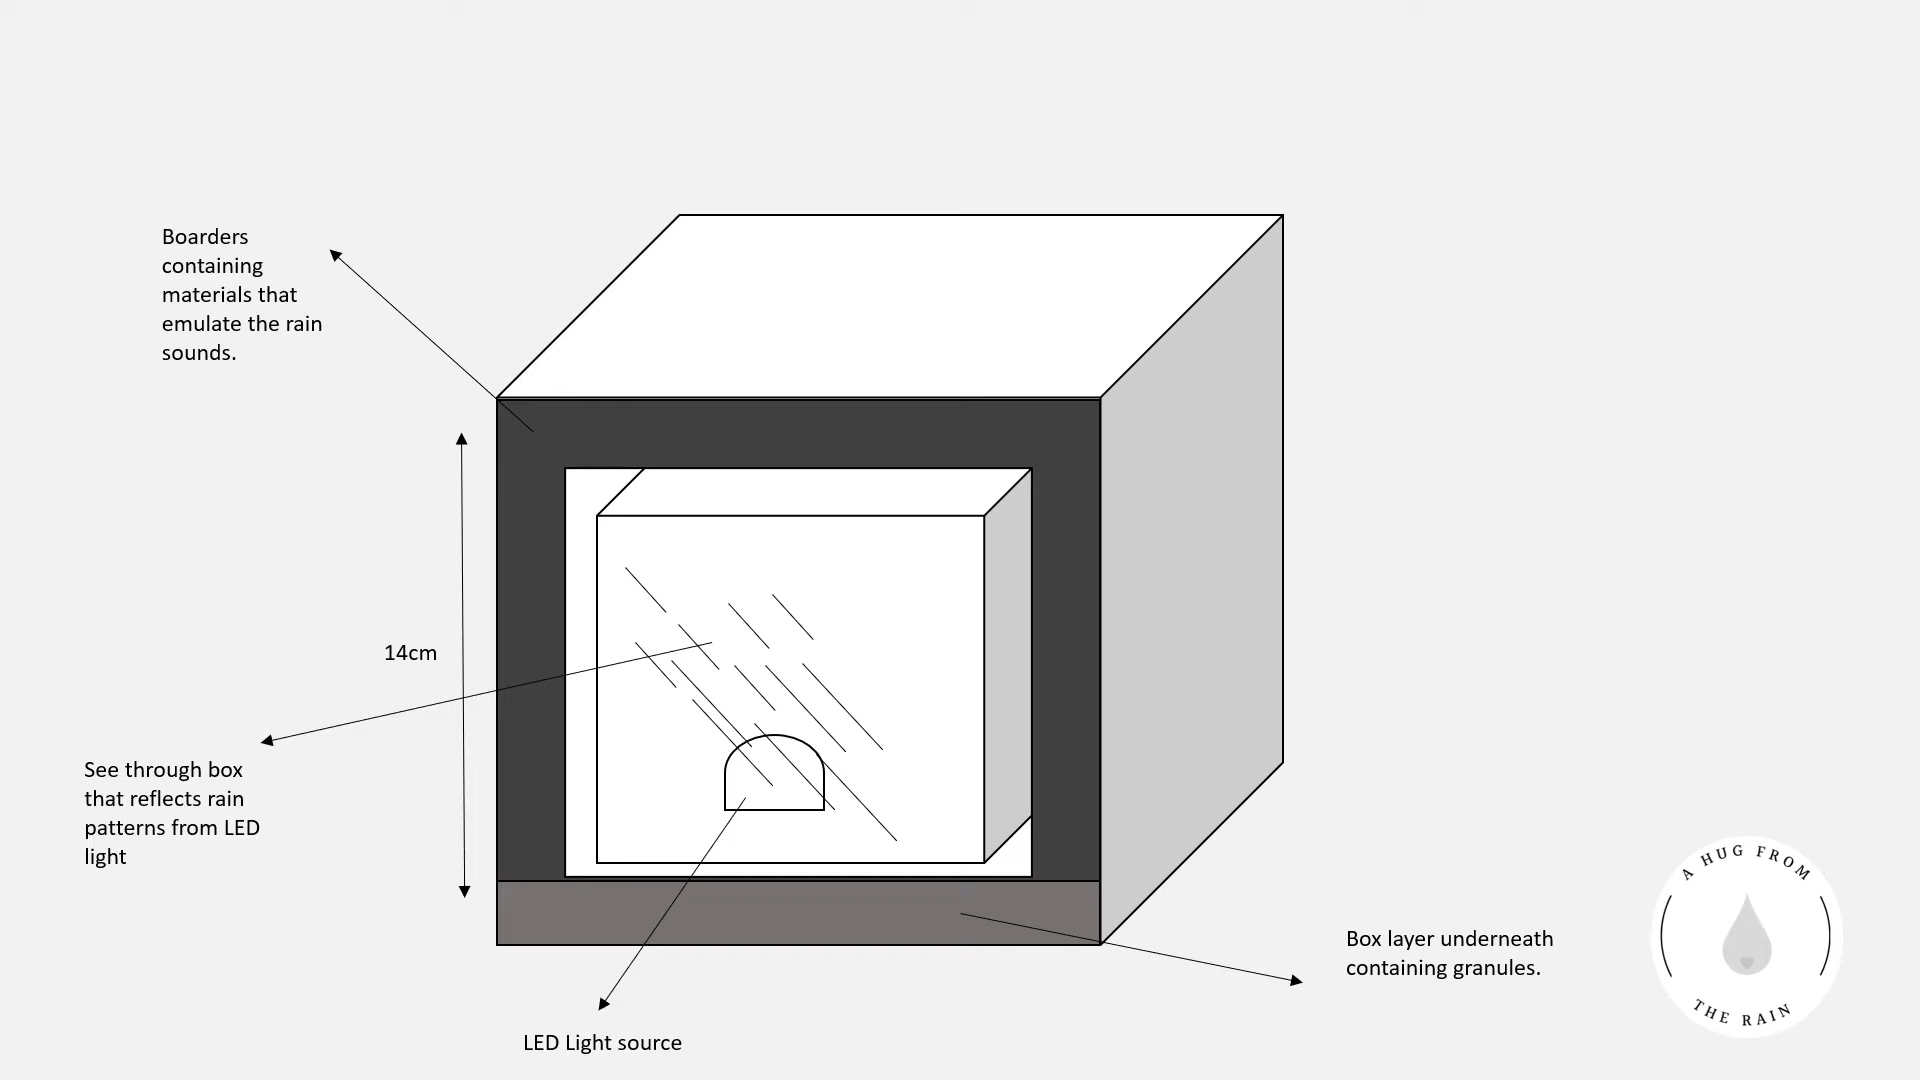 Boarders
containing
materials that
emulate the rain
sounds.
14cm
See through box
that reflects rain
patterns from LED
light
LED Light source
Box layer underneath
containing granules.
A HUG FROM
THE RAIN